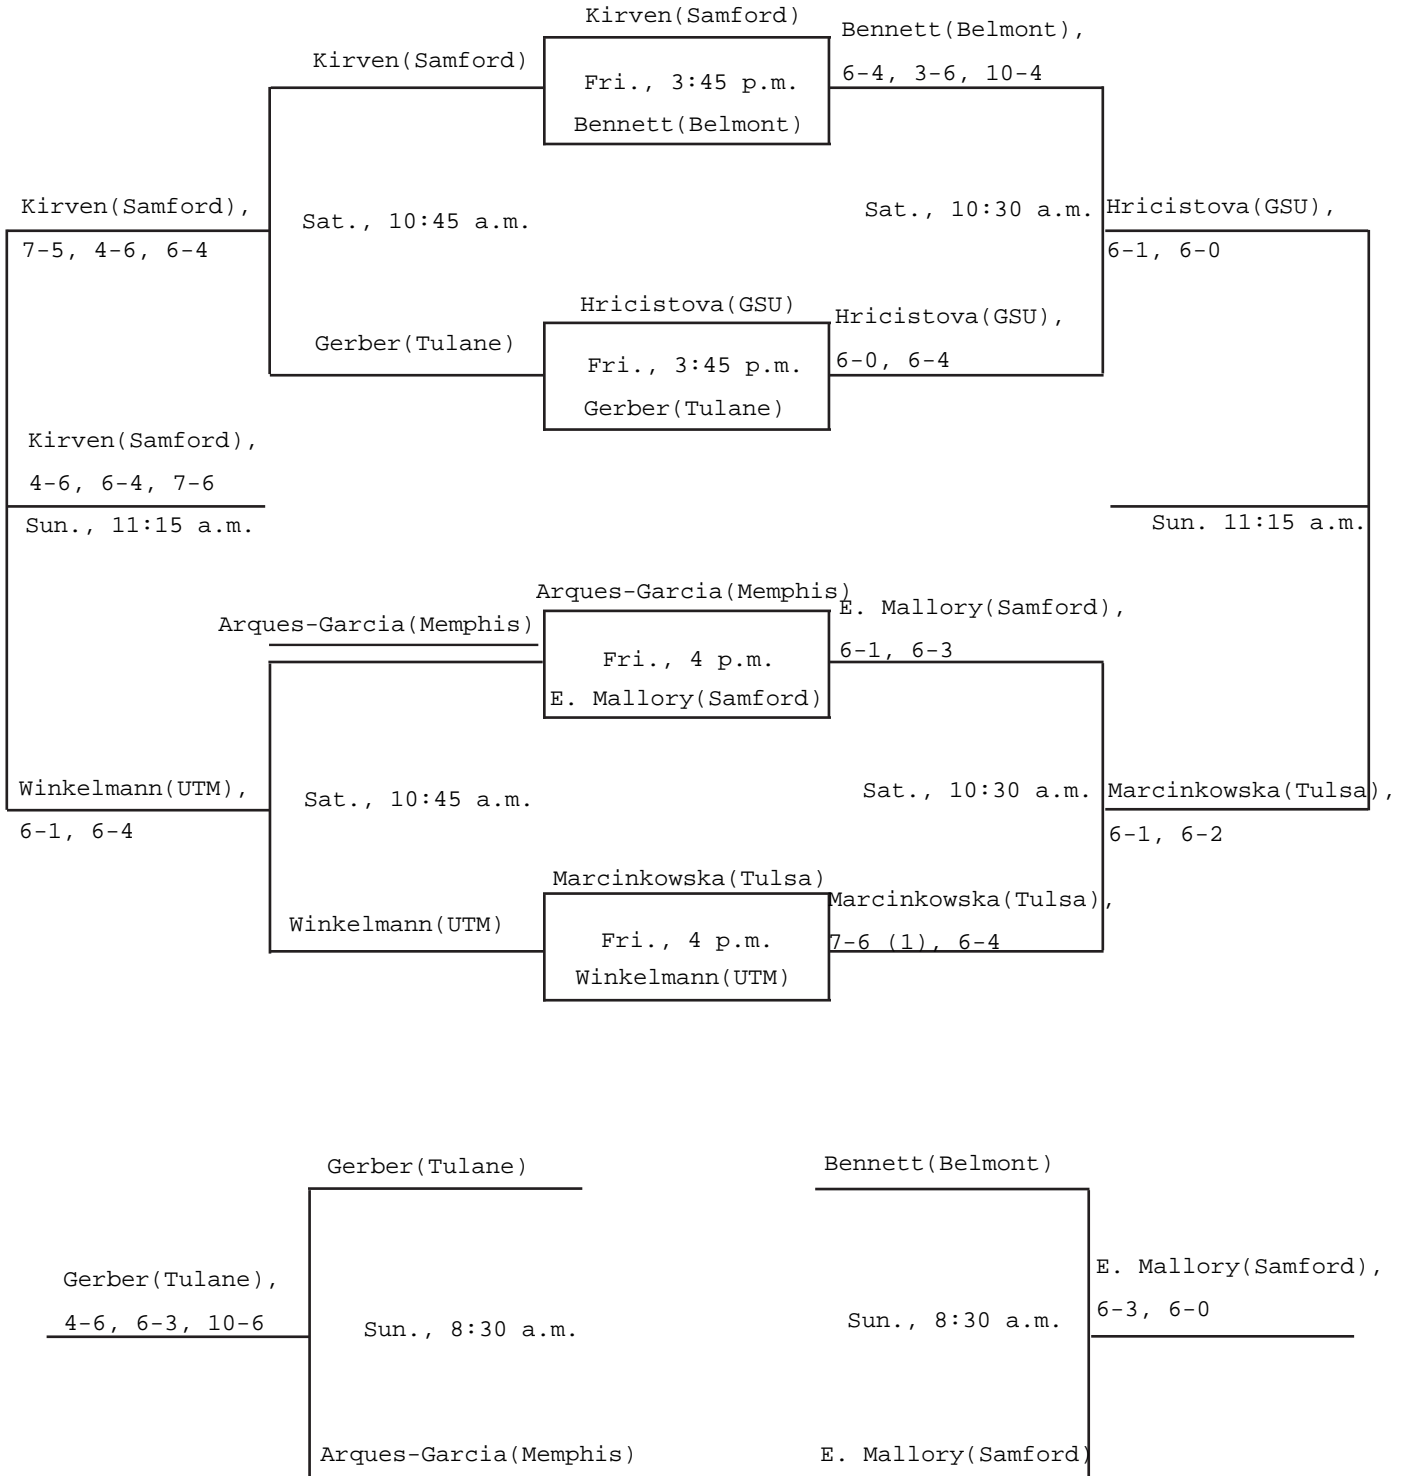 Kirven(Samford)
Bennett(Belmont),
Kirven(Samford)
6-4, 3-6, 10-4
Fri., 3:45 p.m.
Bennett(Belmont)
Kirven(Samford),
Sat., 10:45 a.m.
Sat., 10:30 a.m.
Hricistova(GSU),
7-5, 4-6, 6-4
6-1, 6-0
Hricistova(GSU)
Hricistova(GSU),
Gerber(Tulane)
Fri., 3:45 p.m.
6-0, 6-4
Gerber(Tulane)
Kirven(Samford),
4-6, 6-4, 7-6
Sun., 11:15 a.m.
Sun. 11:15 a.m.
Arques-Garcia(Memphis)
E. Mallory(Samford),
Arques-Garcia(Memphis)
Fri., 4 p.m.
6-1, 6-3
E. Mallory(Samford)
Winkelmann(UTM),
Sat., 10:45 a.m.
Sat., 10:30 a.m.
Marcinkowska(Tulsa),
6-1, 6-4
6-1, 6-2
Marcinkowska(Tulsa)
Marcinkowska(Tulsa),
Winkelmann(UTM)
Fri., 4 p.m.
7-6 (1), 6-4
Winkelmann(UTM)
Gerber(Tulane)
Bennett(Belmont)
Gerber(Tulane),
E. Mallory(Samford),
4-6, 6-3, 10-6
Sun., 8:30 a.m.
Sun., 8:30 a.m.
6-3, 6-0
Arques-Garcia(Memphis)
E. Mallory(Samford)